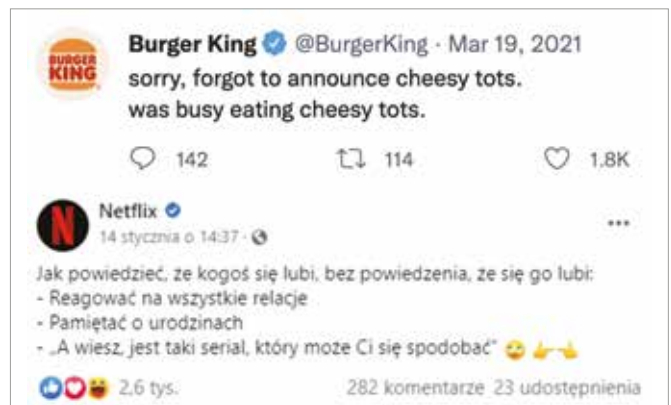 BURGER
KING
Burger King @BurgerKing · Mar 19, 2021
sorry, forgot to announce cheesy tots.
was busy eating cheesy tots.
142 114 1.8K
N
Netflix
14 stycznia o 14:37 ·
Jak powiedzieć, że kogoś się lubi, bez powiedzenia, że się go lubi:
- Reagować na wszystkie relacje
- Pamiętać o urodzinach
- „A wiesz, jest taki serial, który może Ci się spodobać” 🙄 👉👈
2,6 tys. 282 komentarze 23 udostępnienia